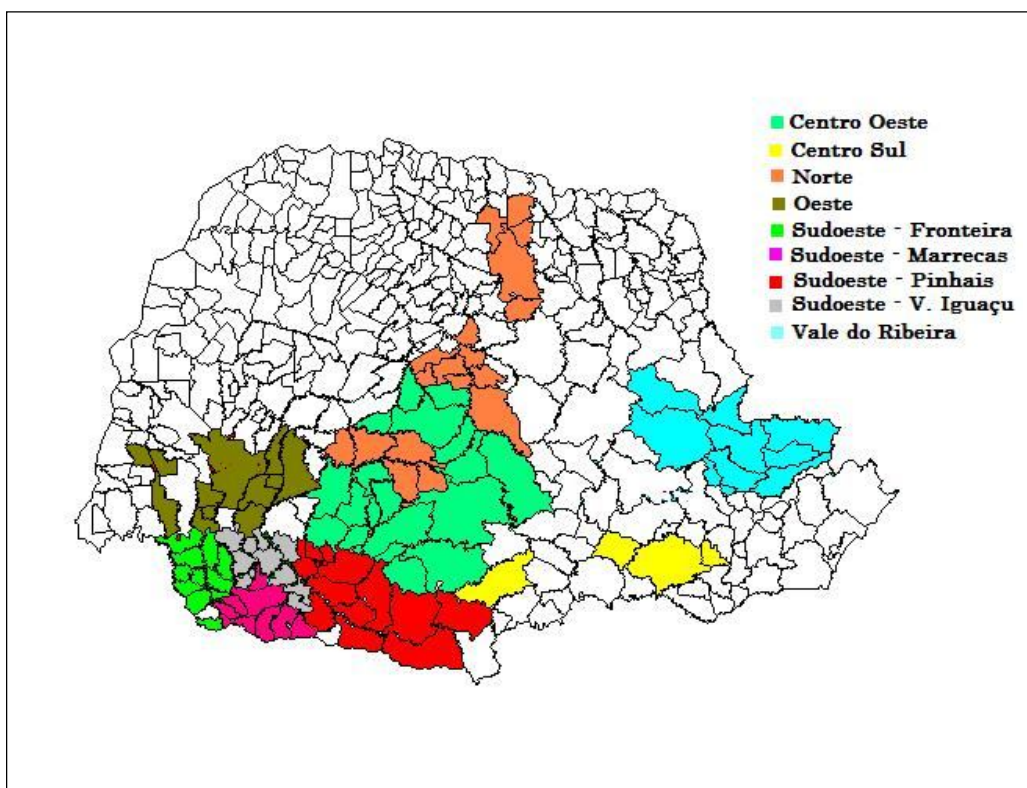 Centro Oeste
Centro Sul
Norte
Oeste
Sudoeste - Fronteira
Sudoeste - Marrecas
Sudoeste - Pinhais
Sudoeste - V. Iguaçu
Vale do Ribeira